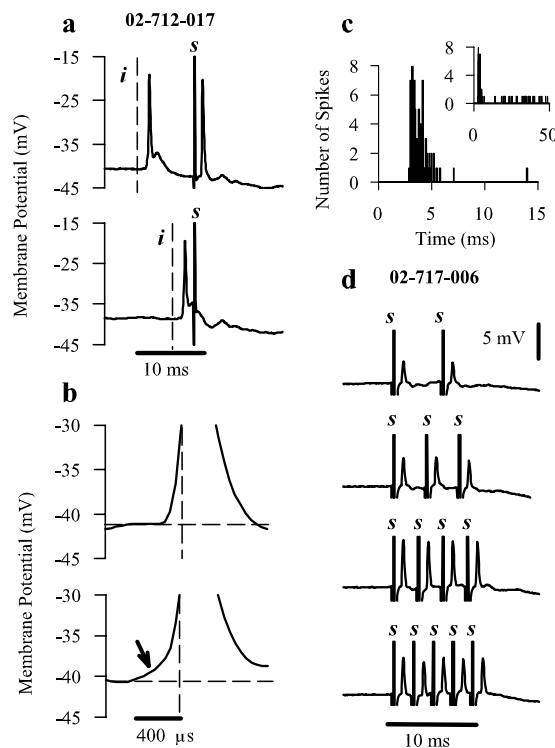 a
02-712-017
i
s
-15
-25
-35
-45
s
i
-15
-25
-35
-45
10 ms
Membrane Potential (mV)
b
-30
-35
-40
-45
-30
-35
-40
-45
400 µs
Membrane Potential (mV)
c
8
6
4
2
0
Number of Spikes
0 5 10 15
Time (ms)
8
4
0
0 50
d
02-717-006
s s
5 mV
s s s
s s s s
s s s s s
10 ms